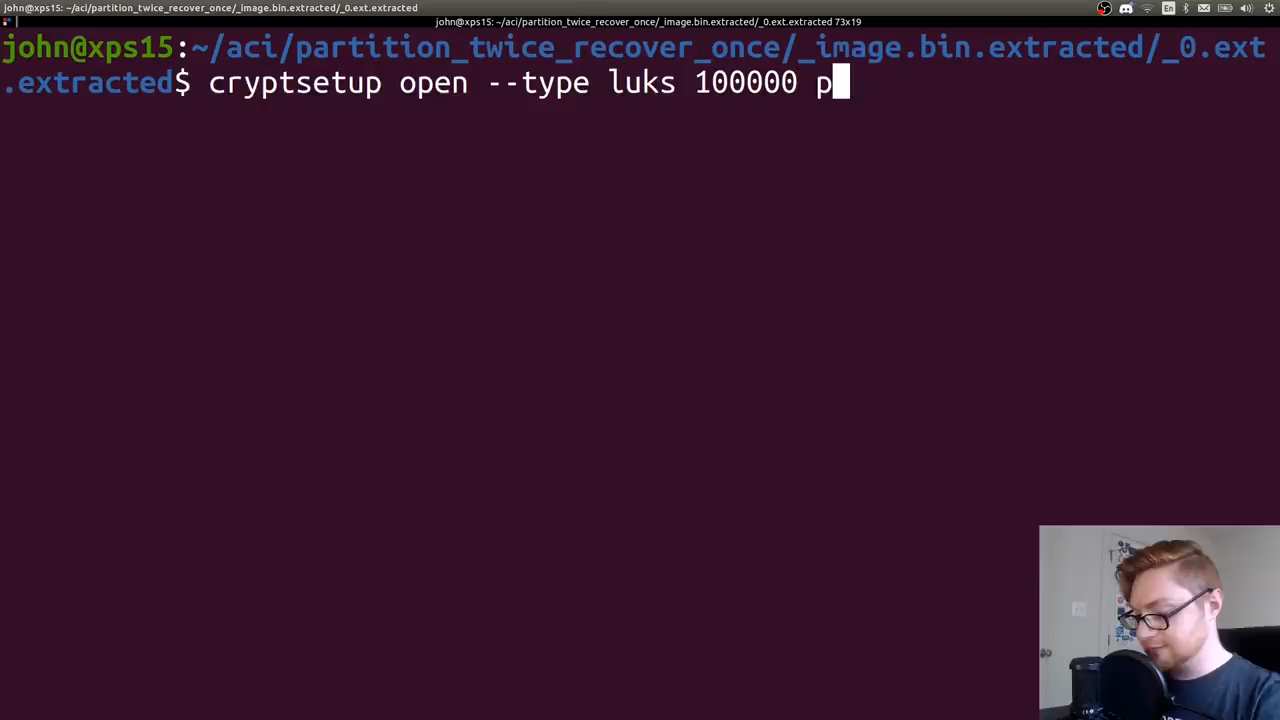 john@xps15: ~/aci/partition_twice_recover_once/_image.bin.extracted/_0.ext.extracted
john@xps15: ~/aci/partition_twice_recover_once/_image.bin.extracted/_0.ext.extracted 73x19
john@xps15:~/aci/partition_twice_recover_once/_image.bin.extracted/_0.ext
.extracted$ cryptsetup open --type luks 100000 p
En